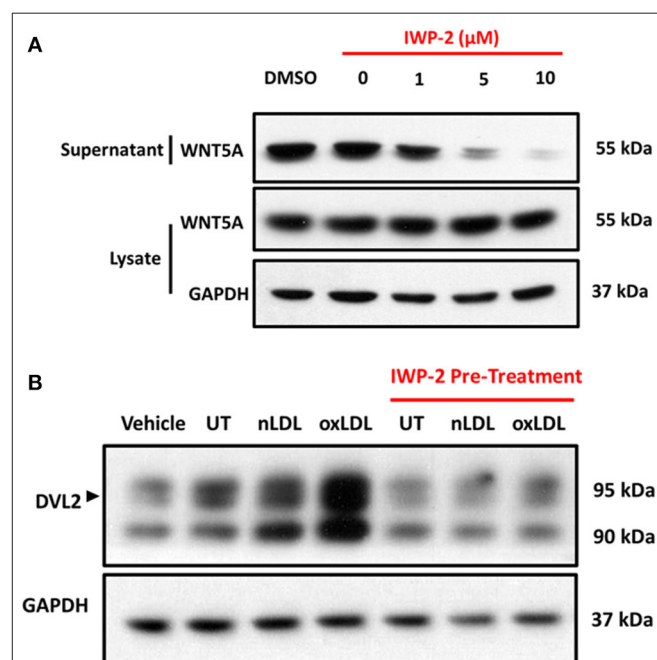 A
IWP-2 (µM)
DMSO 0 1 5 10
Supernatant WNT5A 55 kDa
WNT5A 55 kDa
Lysate
GAPDH 37 kDa
B
IWP-2 Pre-Treatment
Vehicle UT nLDL oxLDL UT nLDL oxLDL
DVL2 95 kDa
90 kDa
GAPDH 37 kDa